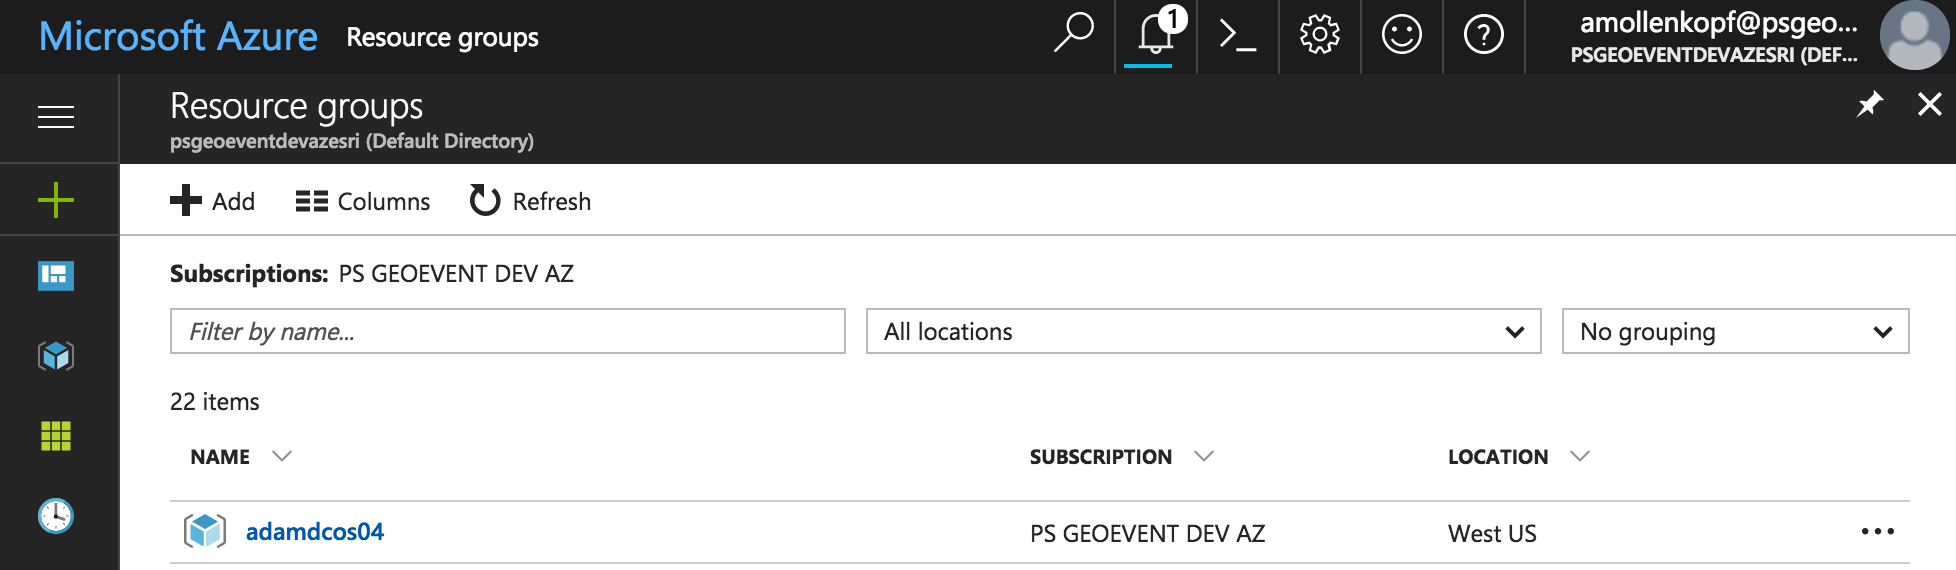 Microsoft Azure Resource groups
1
amollenkopf@psgeo...
PSGEOEVENTDEVAZESRI (DEF...
Resource groups
psgeoeventdevazesri (Default Directory)
Add Columns Refresh
Subscriptions: PS GEOEVENT DEV AZ
Filter by name... All locations No grouping
22 items
NAME SUBSCRIPTION LOCATION
adamdcos04 PS GEOEVENT DEV AZ West US